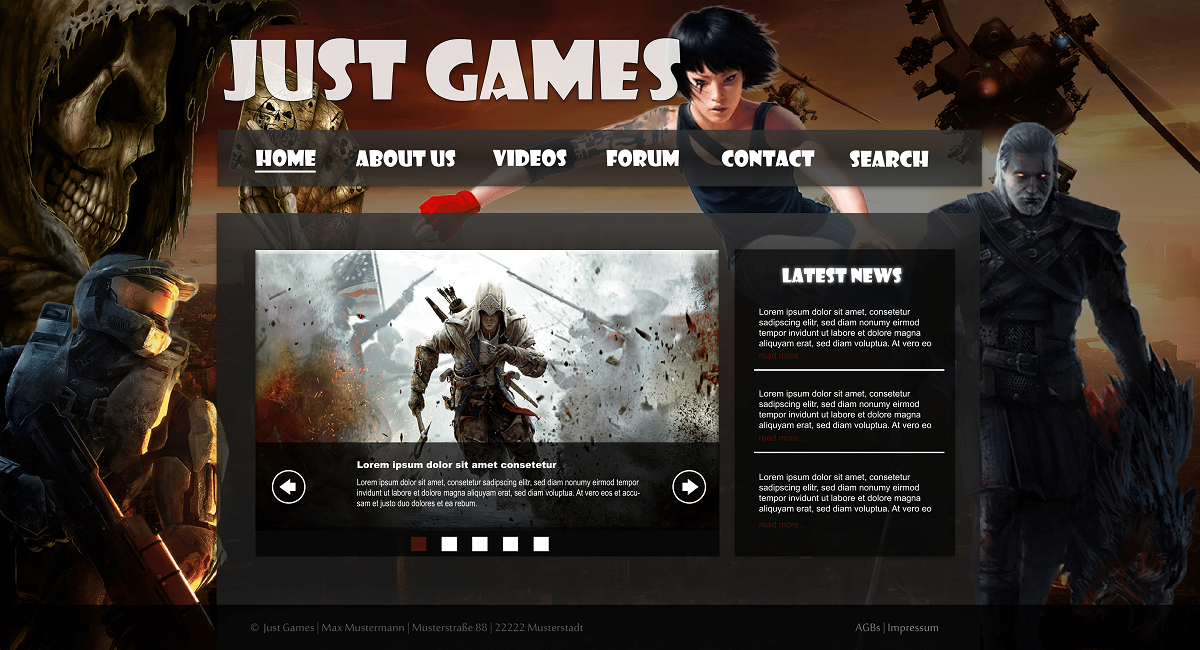 JUST GAMES
HOME
ABOUT US
VIDEOS
FORUM
CONTACT
SEARCH
Lorem ipsum dolor sit amet consetetur
Lorem ipsum dolor sit amet, consetetur sadipscing elitr, sed diam nonumy eirmod tempor
invidunt ut labore et dolore magna aliquyam erat, sed diam voluptua. At vero eos et accu-
sam et justo duo dolores et ea rebum.
LATEST NEWS
Lorem ipsum dolor sit amet, consetetur
sadipscing elitr, sed diam nonumy eirmod
tempor invidunt ut labore et dolore magna
aliquyam erat, sed diam voluptua. At vero eo
read more...
Lorem ipsum dolor sit amet, consetetur
sadipscing elitr, sed diam nonumy eirmod
tempor invidunt ut labore et dolore magna
aliquyam erat, sed diam voluptua. At vero eo
read more...
Lorem ipsum dolor sit amet, consetetur
sadipscing elitr, sed diam nonumy eirmod
tempor invidunt ut labore et dolore magna
aliquyam erat, sed diam voluptua. At vero eo
read more...
© Just Games | Max Mustermann | Musterstraße 88 | 22222 Musterstadt
AGBs | Impressum